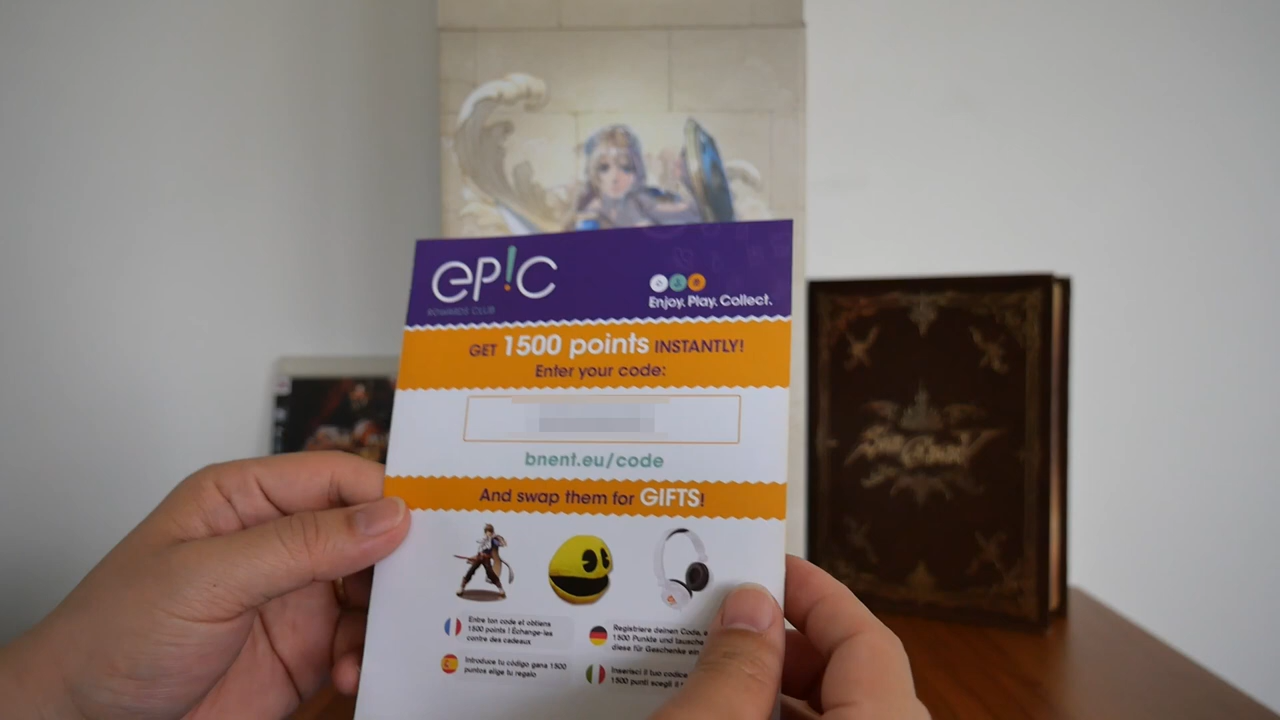 eP!C
REWARDS CLUB
Enjoy. Play. Collect.
GET 1500 points INSTANTLY!
Enter your code:
bnent.eu/code
And swap them for GIFTS!
Entre ton code et obtiens
1500 points ! Échange-les
contre des cadeaux
Registriere deinen Code,
1500 Punkte und tausche
diese für Geschenke ein
Introduce tu código gana 1500
puntos elige tu regalo
Inserisci il tuo codice
1500 punti scegli il
SoulCalibur V